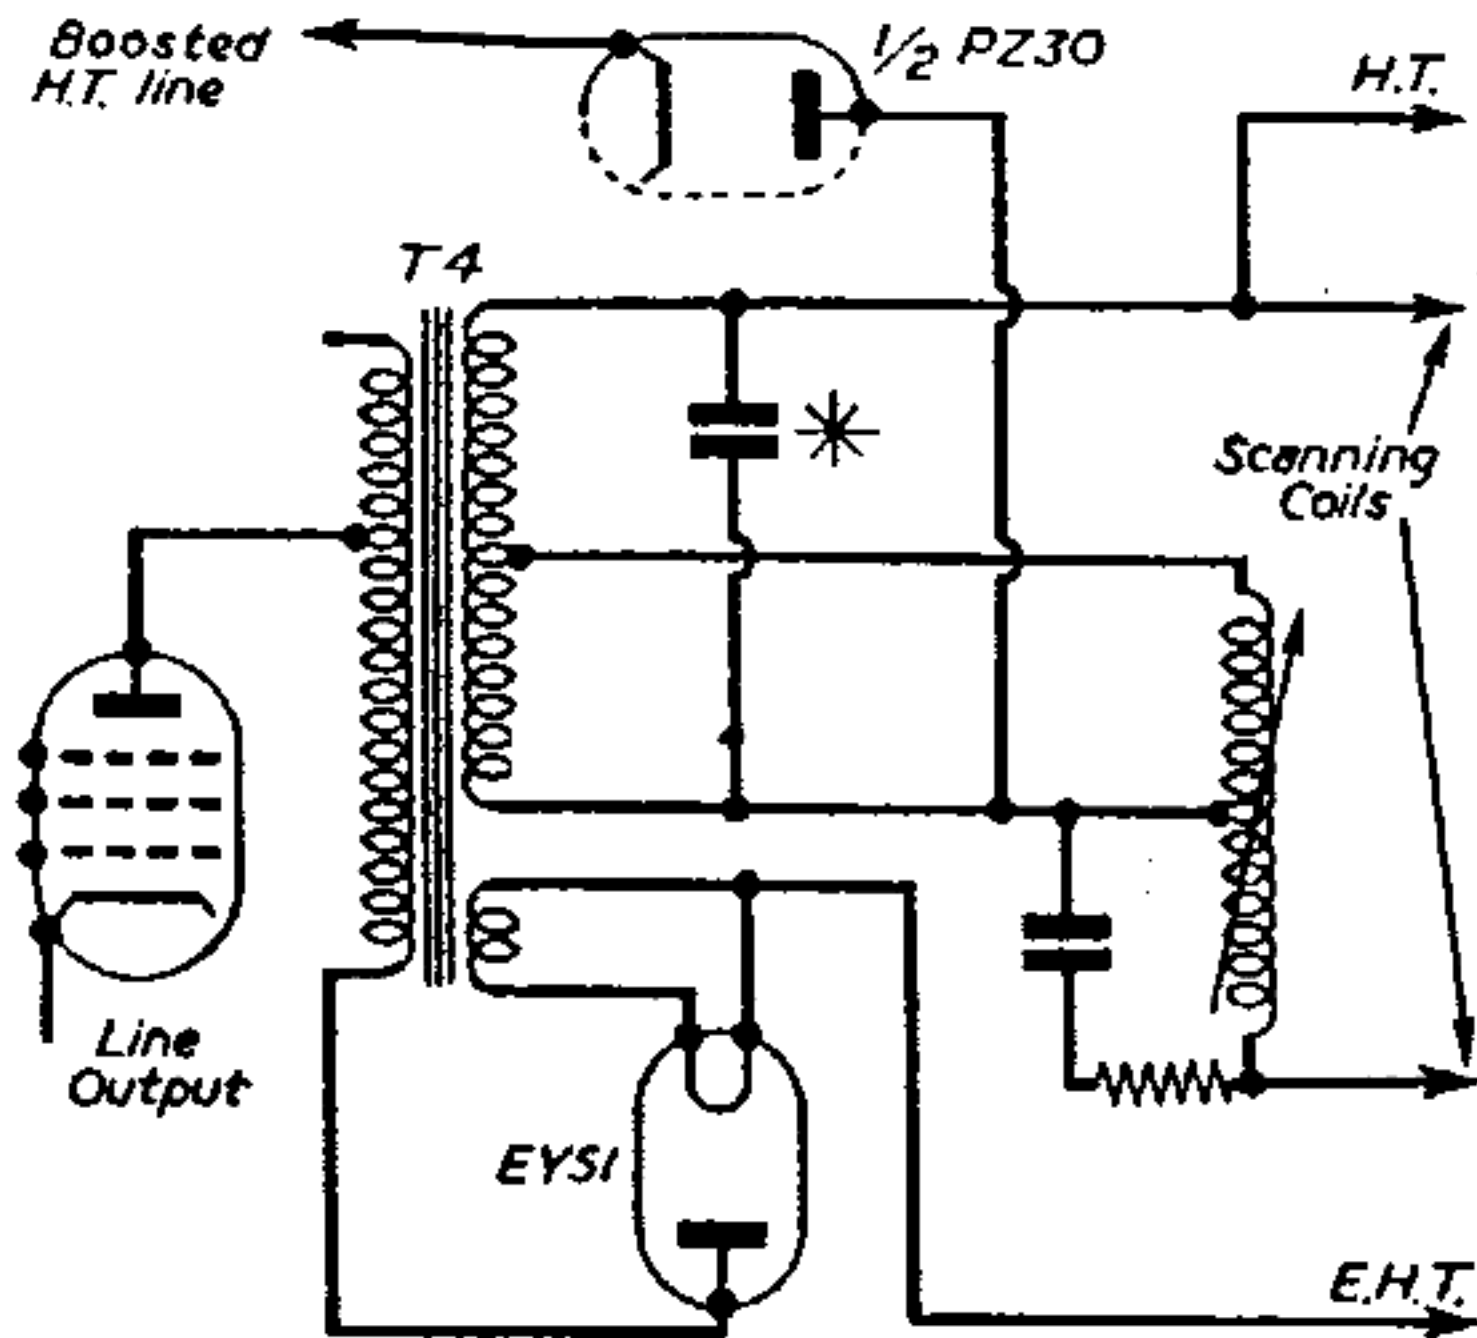 Boosted
H.T. line
1/2 PZ30
H.T.
T4
Scanning
Coils
Line
Output
EY51
E.H.T.